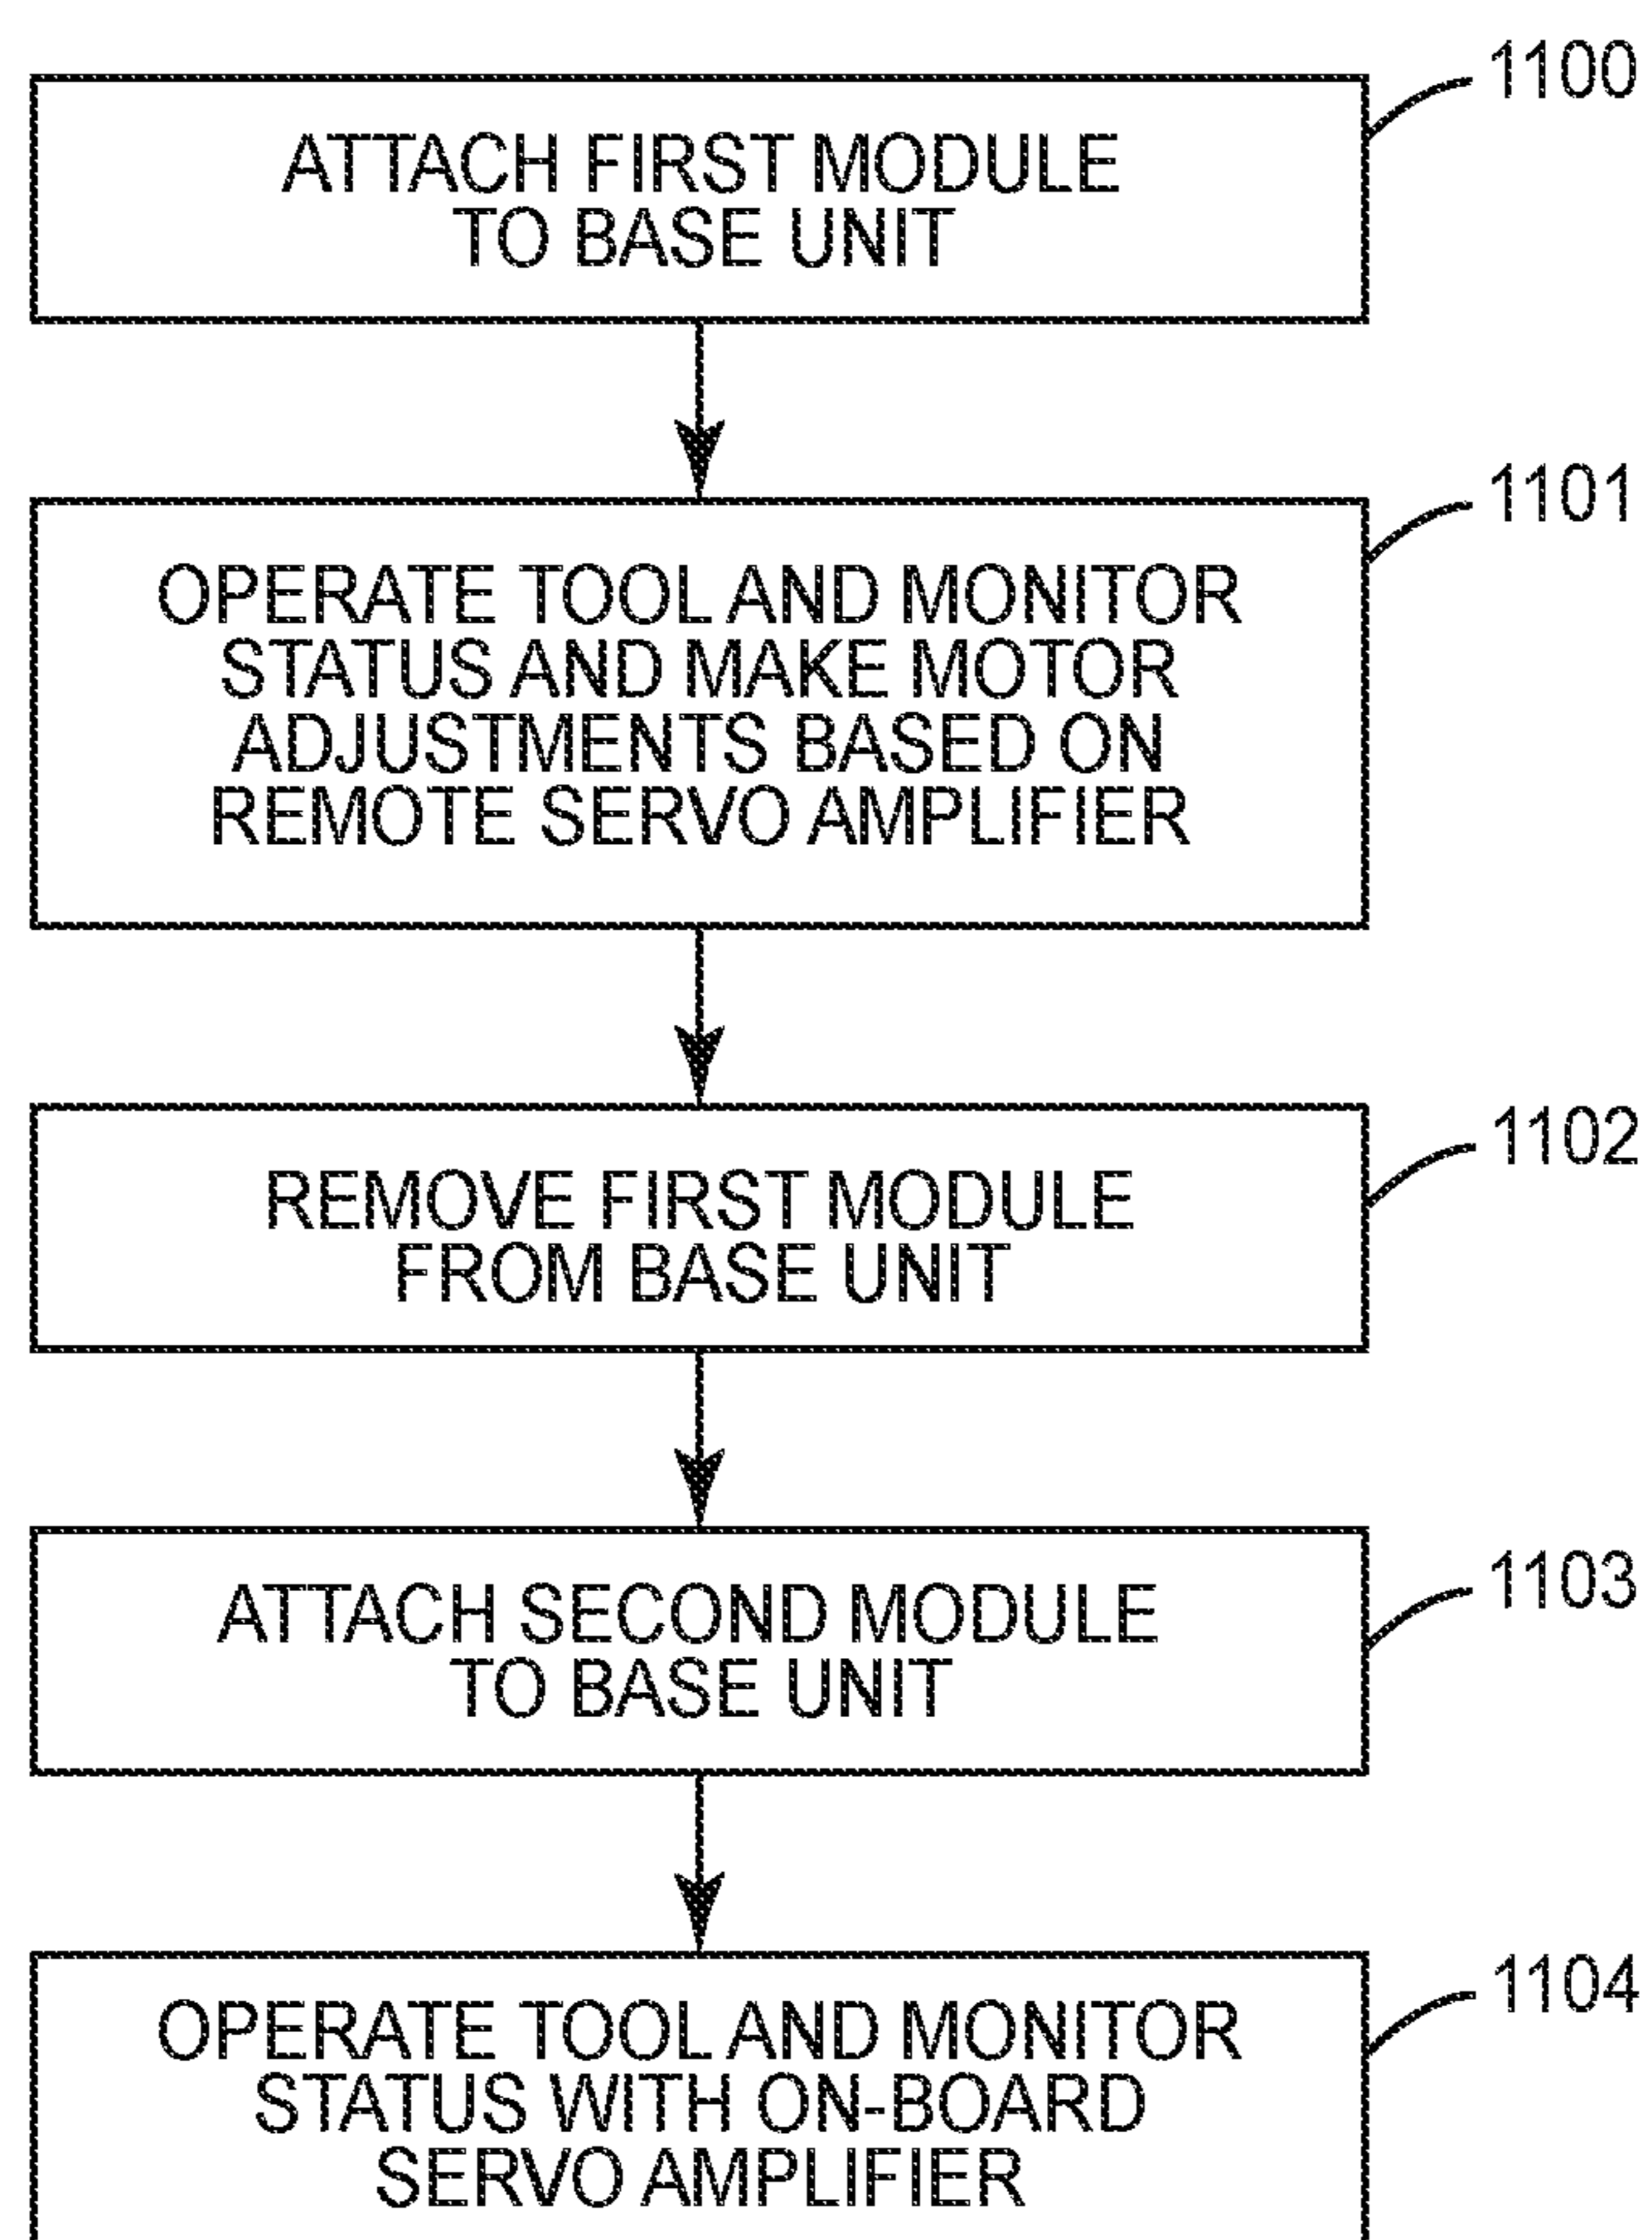 1100
ATTACH FIRST MODULE
TO BASE UNIT
1101
OPERATE TOOL AND MONITOR
STATUS AND MAKE MOTOR
ADJUSTMENTS BASED ON
REMOTE SERVO AMPLIFIER
1102
REMOVE FIRST MODULE
FROM BASE UNIT
1103
ATTACH SECOND MODULE
TO BASE UNIT
1104
OPERATE TOOL AND MONITOR
STATUS WITH ON-BOARD
SERVO AMPLIFIER